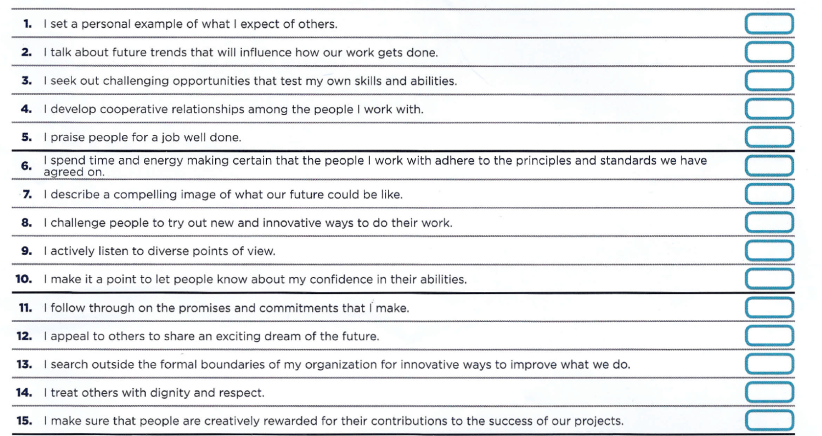 1. I set a personal example of what I expect of others.
2. I talk about future trends that will influence how our work gets done.
3. I seek out challenging opportunities that test my own skills and abilities.
4. I develop cooperative relationships among the people I work with.
5. I praise people for a job well done.
6. I spend time and energy making certain that the people I work with adhere to the principles and standards we have
agreed on.
7. I describe a compelling image of what our future could be like.
8. I challenge people to try out new and innovative ways to do their work.
9. I actively listen to diverse points of view.
10. I make it a point to let people know about my confidence in their abilities.
11. I follow through on the promises and commitments that I make.
12. I appeal to others to share an exciting dream of the future.
13. I search outside the formal boundaries of my organization for innovative ways to improve what we do.
14. I treat others with dignity and respect.
15. I make sure that people are creatively rewarded for their contributions to the success of our projects.